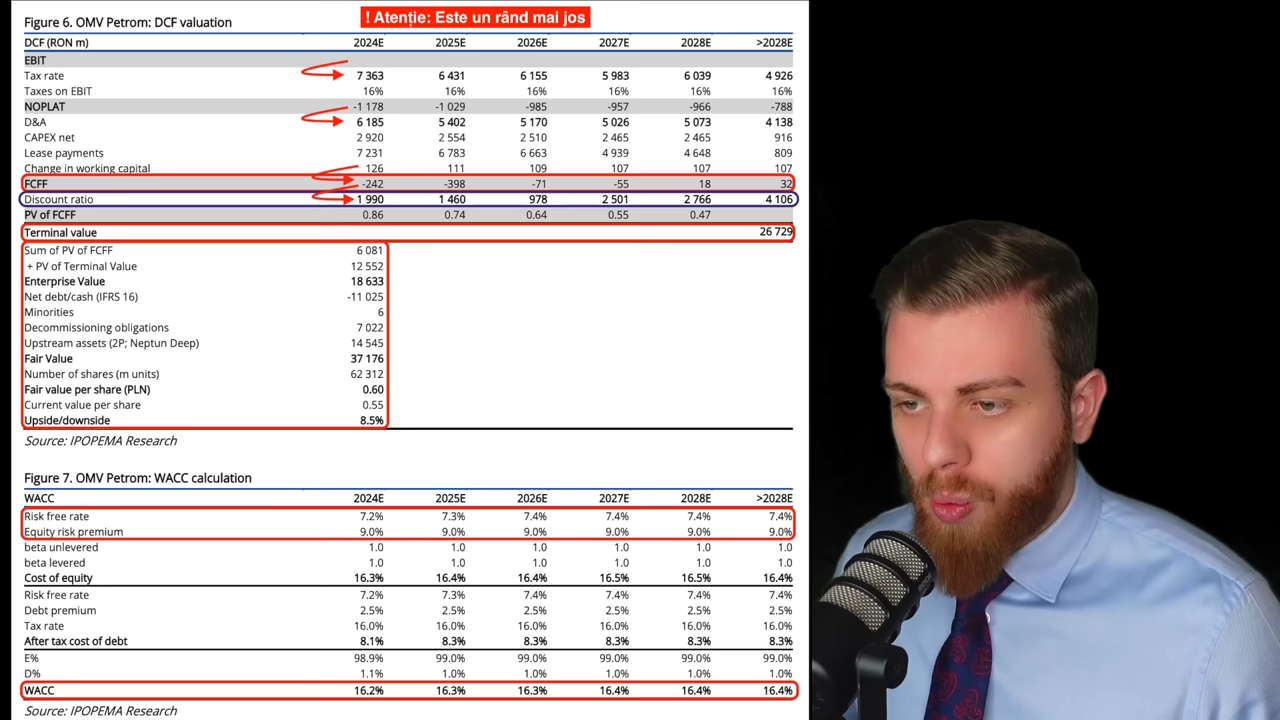 ! Atenție: Este un rând mai jos
Figure 6. OMV Petrom: DCF valuation
DCF (RON m) 2024E 2025E 2026E 2027E 2028E >2028E
EBIT
Tax rate 7 363 6 431 6 155 5 983 6 039 4 926
Taxes on EBIT 16% 16% 16% 16% 16% 16%
NOPLAT -1 178 -1 029 -985 -957 -966 -788
D&A 6 185 5 402 5 170 5 026 5 073 4 138
CAPEX net 2 920 2 554 2 510 2 465 2 465 916
Lease payments 7 231 6 783 6 663 4 939 4 648 809
Change in working capital 126 111 109 107 107 107
FCFF -242 -398 -71 -55 18 32
Discount ratio 1 990 1 460 978 2 501 2 766 4 106
PV of FCFF 0.86 0.74 0.64 0.55 0.47
Terminal value 26 729
Sum of PV of FCFF 6 081
+ PV of Terminal Value 12 552
Enterprise Value 18 633
Net debt/cash (IFRS 16) -11 025
Minorities 6
Decommissioning obligations 7 022
Upstream assets (2P; Neptun Deep) 14 545
Fair Value 37 176
Number of shares (m units) 62 312
Fair value per share (PLN) 0.60
Current value per share 0.55
Upside/downside 8.5%
Source: IPOPEMA Research
Figure 7. OMV Petrom: WACC calculation
WACC 2024E 2025E 2026E 2027E 2028E >2028E
Risk free rate 7.2% 7.3% 7.4% 7.4% 7.4% 7.4%
Equity risk premium 9.0% 9.0% 9.0% 9.0% 9.0% 9.0%
beta unlevered 1.0 1.0 1.0 1.0 1.0 1.0
beta levered 1.0 1.0 1.0 1.0 1.0 1.0
Cost of equity 16.3% 16.4% 16.4% 16.5% 16.5% 16.4%
Risk free rate 7.2% 7.3% 7.4% 7.4% 7.4% 7.4%
Debt premium 2.5% 2.5% 2.5% 2.5% 2.5% 2.5%
Tax rate 16.0% 16.0% 16.0% 16.0% 16.0% 16.0%
After tax cost of debt 8.1% 8.3% 8.3% 8.3% 8.3% 8.3%
E% 98.9% 99.0% 99.0% 99.0% 99.0% 99.0%
D% 1.1% 1.0% 1.0% 1.0% 1.0% 1.0%
WACC 16.2% 16.3% 16.3% 16.4% 16.4% 16.4%
Source: IPOPEMA Research